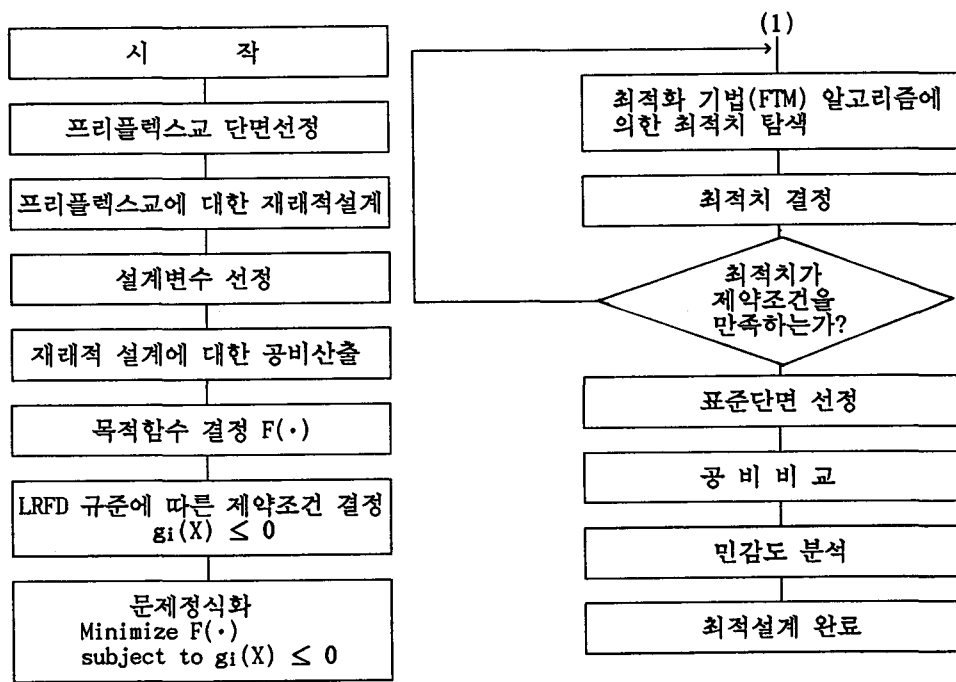 시 작
프리플렉스교 단면선정
프리플렉스교에 대한 재래적설계
설계변수 선정
재래적 설계에 대한 공비산출
목적함수 결정 F(·)
LRFD 규준에 따른 제약조건 결정
gi(X) ≤ 0
문제정식화
Minimize F(·)
subject to gi(X) ≤ 0
(1)
최적화 기법(FTM) 알고리즘에
의한 최적치 탐색
최적치 결정
최적치가
제약조건을
만족하는가?
표준단면 선정
공 비 비 교
민감도 분석
최적설계 완료